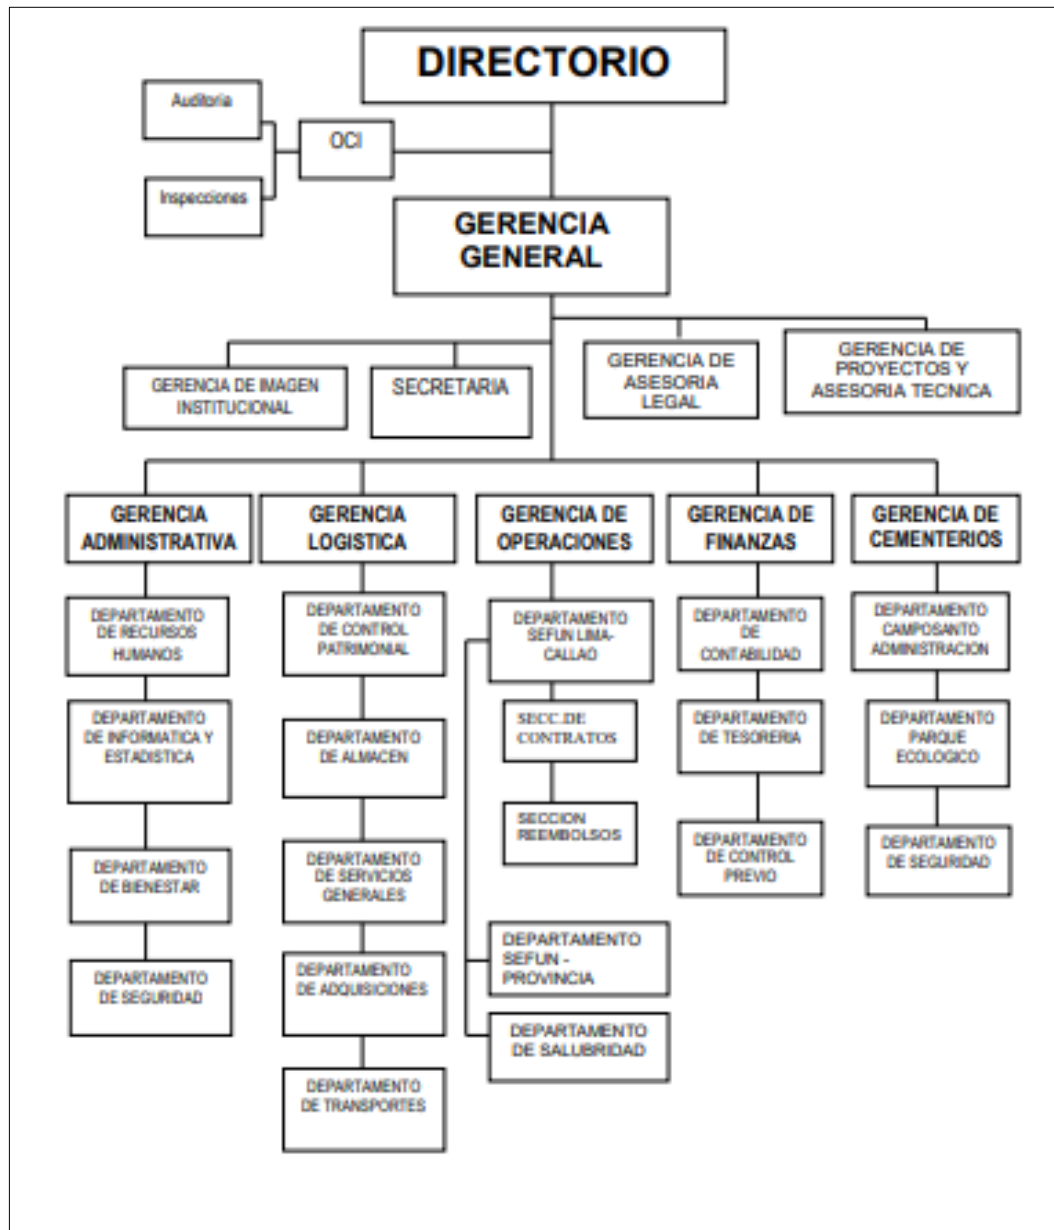 DIRECTORIO
Auditoria
OCI
Inspecciones
GERENCIA
GENERAL
GERENCIA DE IMAGEN
INSTITUCIONAL
SECRETARIA
GERENCIA DE
ASESORIA
LEGAL
GERENCIA DE
PROYECTOS Y
ASESORIA TECNICA
GERENCIA
ADMINISTRATIVA
DEPARTAMENTO
DE RECURSOS
HUMANOS
DEPARTAMENTO
DE INFORMATICA Y
ESTADISTICA
DEPARTAMENTO
DE BIENESTAR
DEPARTAMENTO
DE SEGURIDAD
GERENCIA
LOGISTICA
DEPARTAMENTO
DE CONTROL
PATRIMONIAL
DEPARTAMENTO
DE ALMACEN
DEPARTAMENTO
DE SERVICIOS
GENERALES
DEPARTAMENTO
DE ADQUISICIONES
DEPARTAMENTO
DE TRANSPORTES
GERENCIA DE
OPERACIONES
DEPARTAMENTO
SEFUN LIMA-
CALLAO
SECC.DE
CONTRATOS
SECCION
REEMBOLSOS
DEPARTAMENTO
SEFUN -
PROVINCIA
DEPARTAMENTO
DE SALUBRIDAD
GERENCIA DE
FINANZAS
DEPARTAMENTO
DE
CONTABILIDAD
DEPARTAMENTO
DE TESORERIA
DEPARTAMENTO
DE CONTROL
PREVIO
GERENCIA DE
CEMENTERIOS
DEPARTAMENTO
CAMPOSANTO
ADMINISTRACION
DEPARTAMENTO
PARQUE
ECOLOGICO
DEPARTAMENTO
DE SEGURIDAD